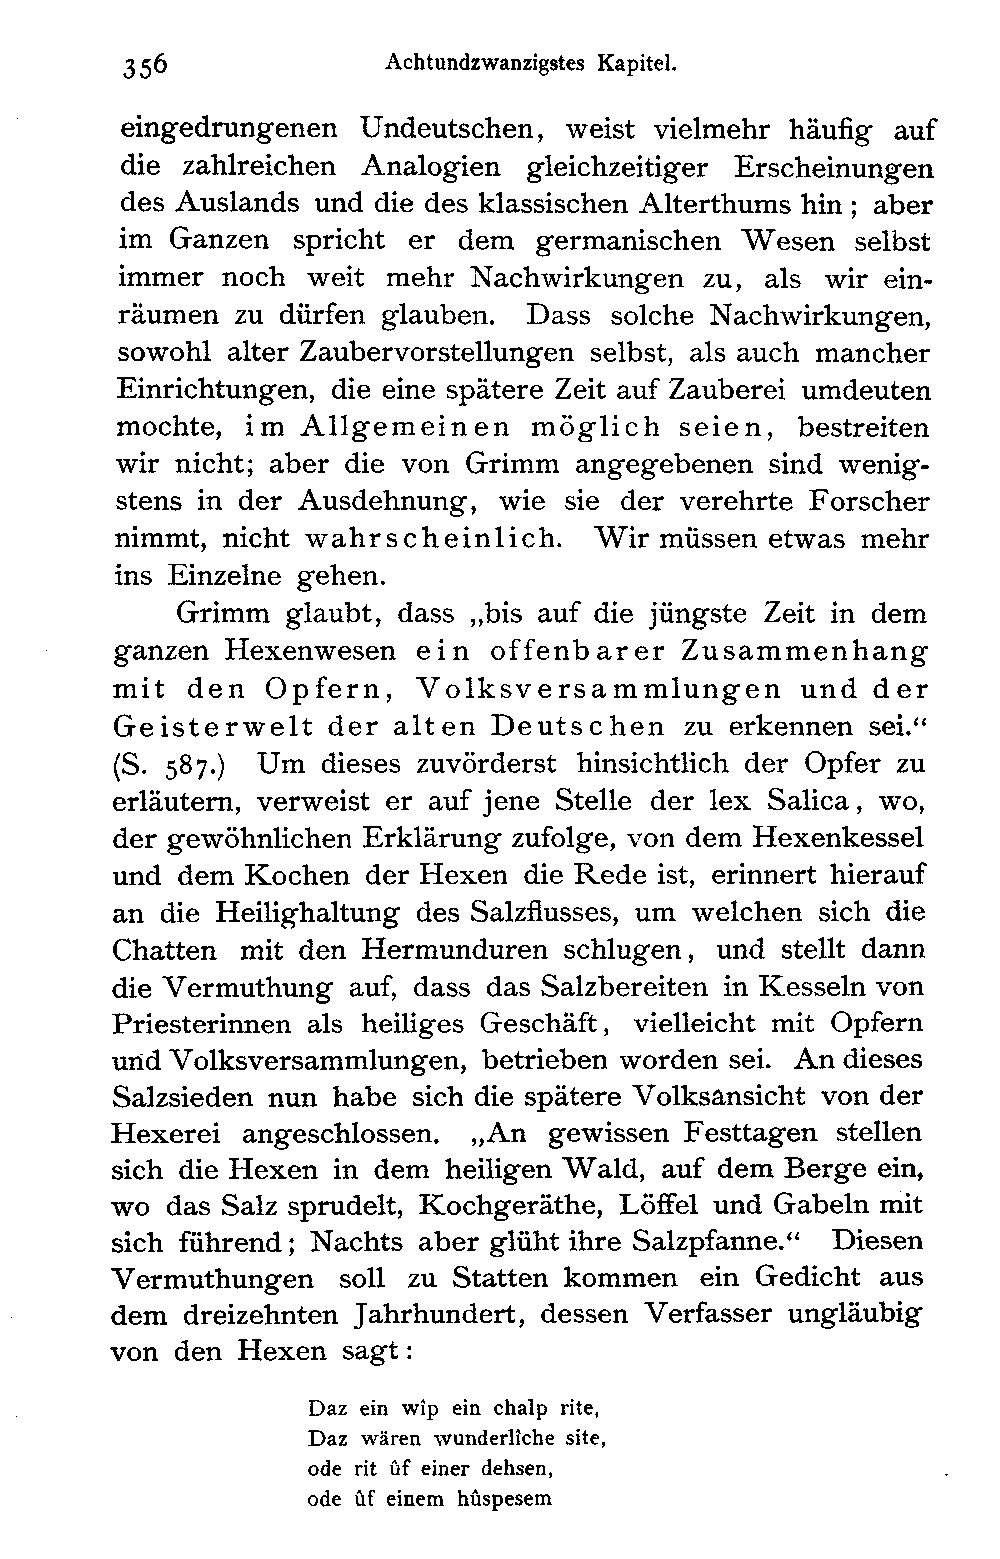 356 Achtundzwanzigstes Kapitel.
eingedrungenen Undeutschen, weist vielmehr häufig auf
die zahlreichen Analogien gleichzeitiger Erscheinungen
des Auslands und die des klassischen Alterthums hin; aber
im Ganzen spricht er dem germanischen Wesen selbst
immer noch weit mehr Nachwirkungen zu, als wir ein-
räumen zu dürfen glauben. Dass solche Nachwirkungen,
sowohl alter Zaubervorstellungen selbst, als auch mancher
Einrichtungen, die eine spätere Zeit auf Zauberei umdeuten
mochte, im Allgemeinen möglich seien, bestreiten
wir nicht; aber die von Grimm angegebenen sind wenig-
stens in der Ausdehnung, wie sie der verehrte Forscher
nimmt, nicht wahrscheinlich. Wir müssen etwas mehr
ins Einzelne gehen.
Grimm glaubt, dass „bis auf die jüngste Zeit in dem
ganzen Hexenwesen ein offenbarer Zusammenhang
mit den Opfern, Volksversammlungen und der
Geisterwelt der alten Deutschen zu erkennen sei.“
(S. 587.) Um dieses zuvörderst hinsichtlich der Opfer zu
erläutern, verweist er auf jene Stelle der lex Salica, wo,
der gewöhnlichen Erklärung zufolge, von dem Hexenkessel
und dem Kochen der Hexen die Rede ist, erinnert hierauf
an die Heilighaltung des Salzflusses, um welchen sich die
Chatten mit den Hermunduren schlugen, und stellt dann
die Vermuthung auf, dass das Salzbereiten in Kesseln von
Priesterinnen als heiliges Geschäft, vielleicht mit Opfern
und Volksversammlungen, betrieben worden sei. An dieses
Salzsieden nun habe sich die spätere Volksansicht von der
Hexerei angeschlossen. „An gewissen Festtagen stellen
sich die Hexen in dem heiligen Wald, auf dem Berge ein,
wo das Salz sprudelt, Kochgeräthe, Löffel und Gabeln mit
sich führend; Nachts aber glüht ihre Salzpfanne.“ Diesen
Vermuthungen soll zu Statten kommen ein Gedicht aus
dem dreizehnten Jahrhundert, dessen Verfasser ungläubig
von den Hexen sagt:
Daz ein wîp ein chalp rite,
Daz wären wunderlîche site,
ode rit ûf einer dehsen,
ode ûf einem hûspesem